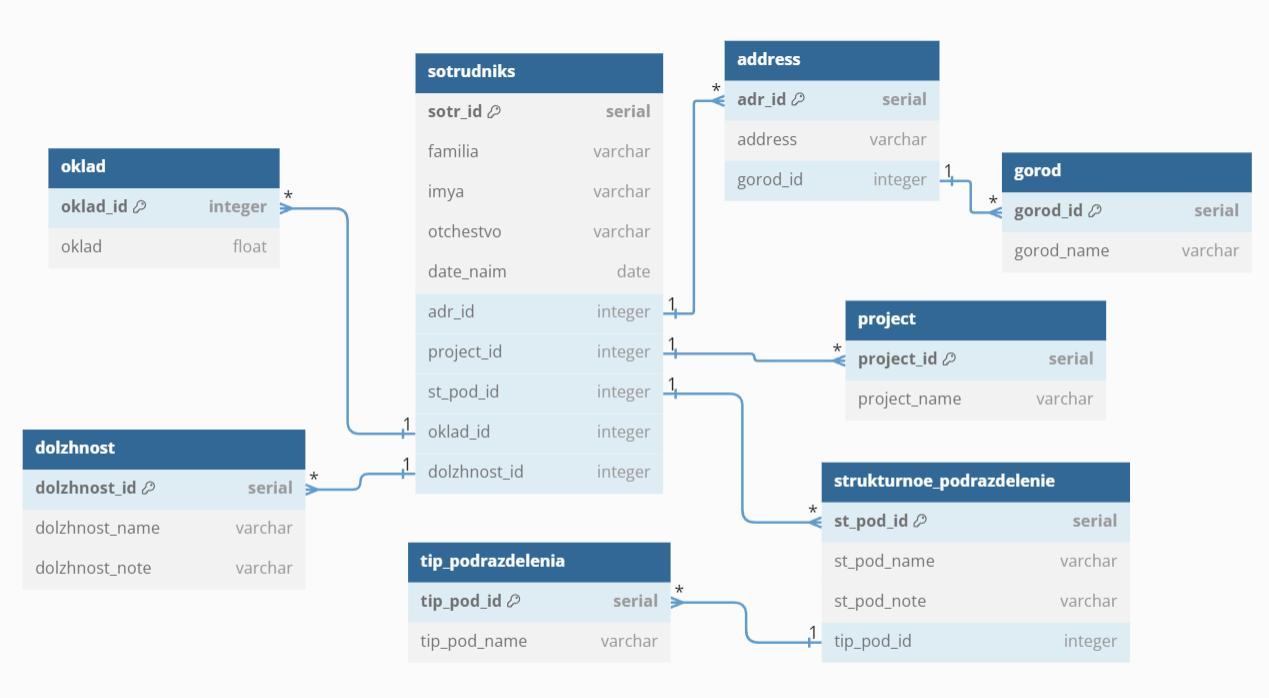 oklad
oklad_id integer
oklad float
*
dolzhnost
dolzhnost_id serial
dolzhnost_name varchar
dolzhnost_note varchar
*
sotrudniks
sotr_id serial
familia varchar
imya varchar
otchestvo varchar
date_naim date
adr_id integer
project_id integer
st_pod_id integer
oklad_id integer
dolzhnost_id integer
1
1
1
1
1
tip_podrazdelenia
tip_pod_id serial
tip_pod_name varchar
*
address
adr_id serial
address varchar
gorod_id integer
*
1
gorod
gorod_id serial
gorod_name varchar
*
project
project_id serial
project_name varchar
*
strukturnoe_podrazdelenie
st_pod_id serial
st_pod_name varchar
st_pod_note varchar
tip_pod_id integer
*
1